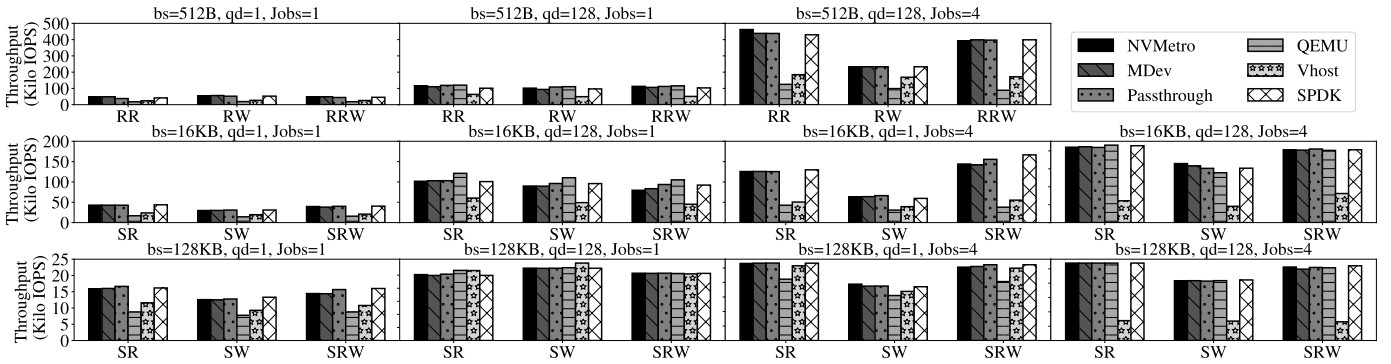 bs=512B, qd=1, Jobs=1
bs=512B, qd=128, Jobs=1
bs=512B, qd=128, Jobs=4
Throughput
(Kilo IOPS)
500
400
300
200
100
0
RR RW RRW
RR RW RRW
RR RW RRW
NVMetro
MDev
Passthrough
QEMU
Vhost
SPDK
bs=16KB, qd=1, Jobs=1
bs=16KB, qd=128, Jobs=1
bs=16KB, qd=1, Jobs=4
bs=16KB, qd=128, Jobs=4
Throughput
(Kilo IOPS)
200
150
100
50
0
SR SW SRW
SR SW SRW
SR SW SRW
SR SW SRW
bs=128KB, qd=1, Jobs=1
bs=128KB, qd=128, Jobs=1
bs=128KB, qd=1, Jobs=4
bs=128KB, qd=128, Jobs=4
Throughput
(Kilo IOPS)
25
20
15
10
5
0
SR SW SRW
SR SW SRW
SR SW SRW
SR SW SRW